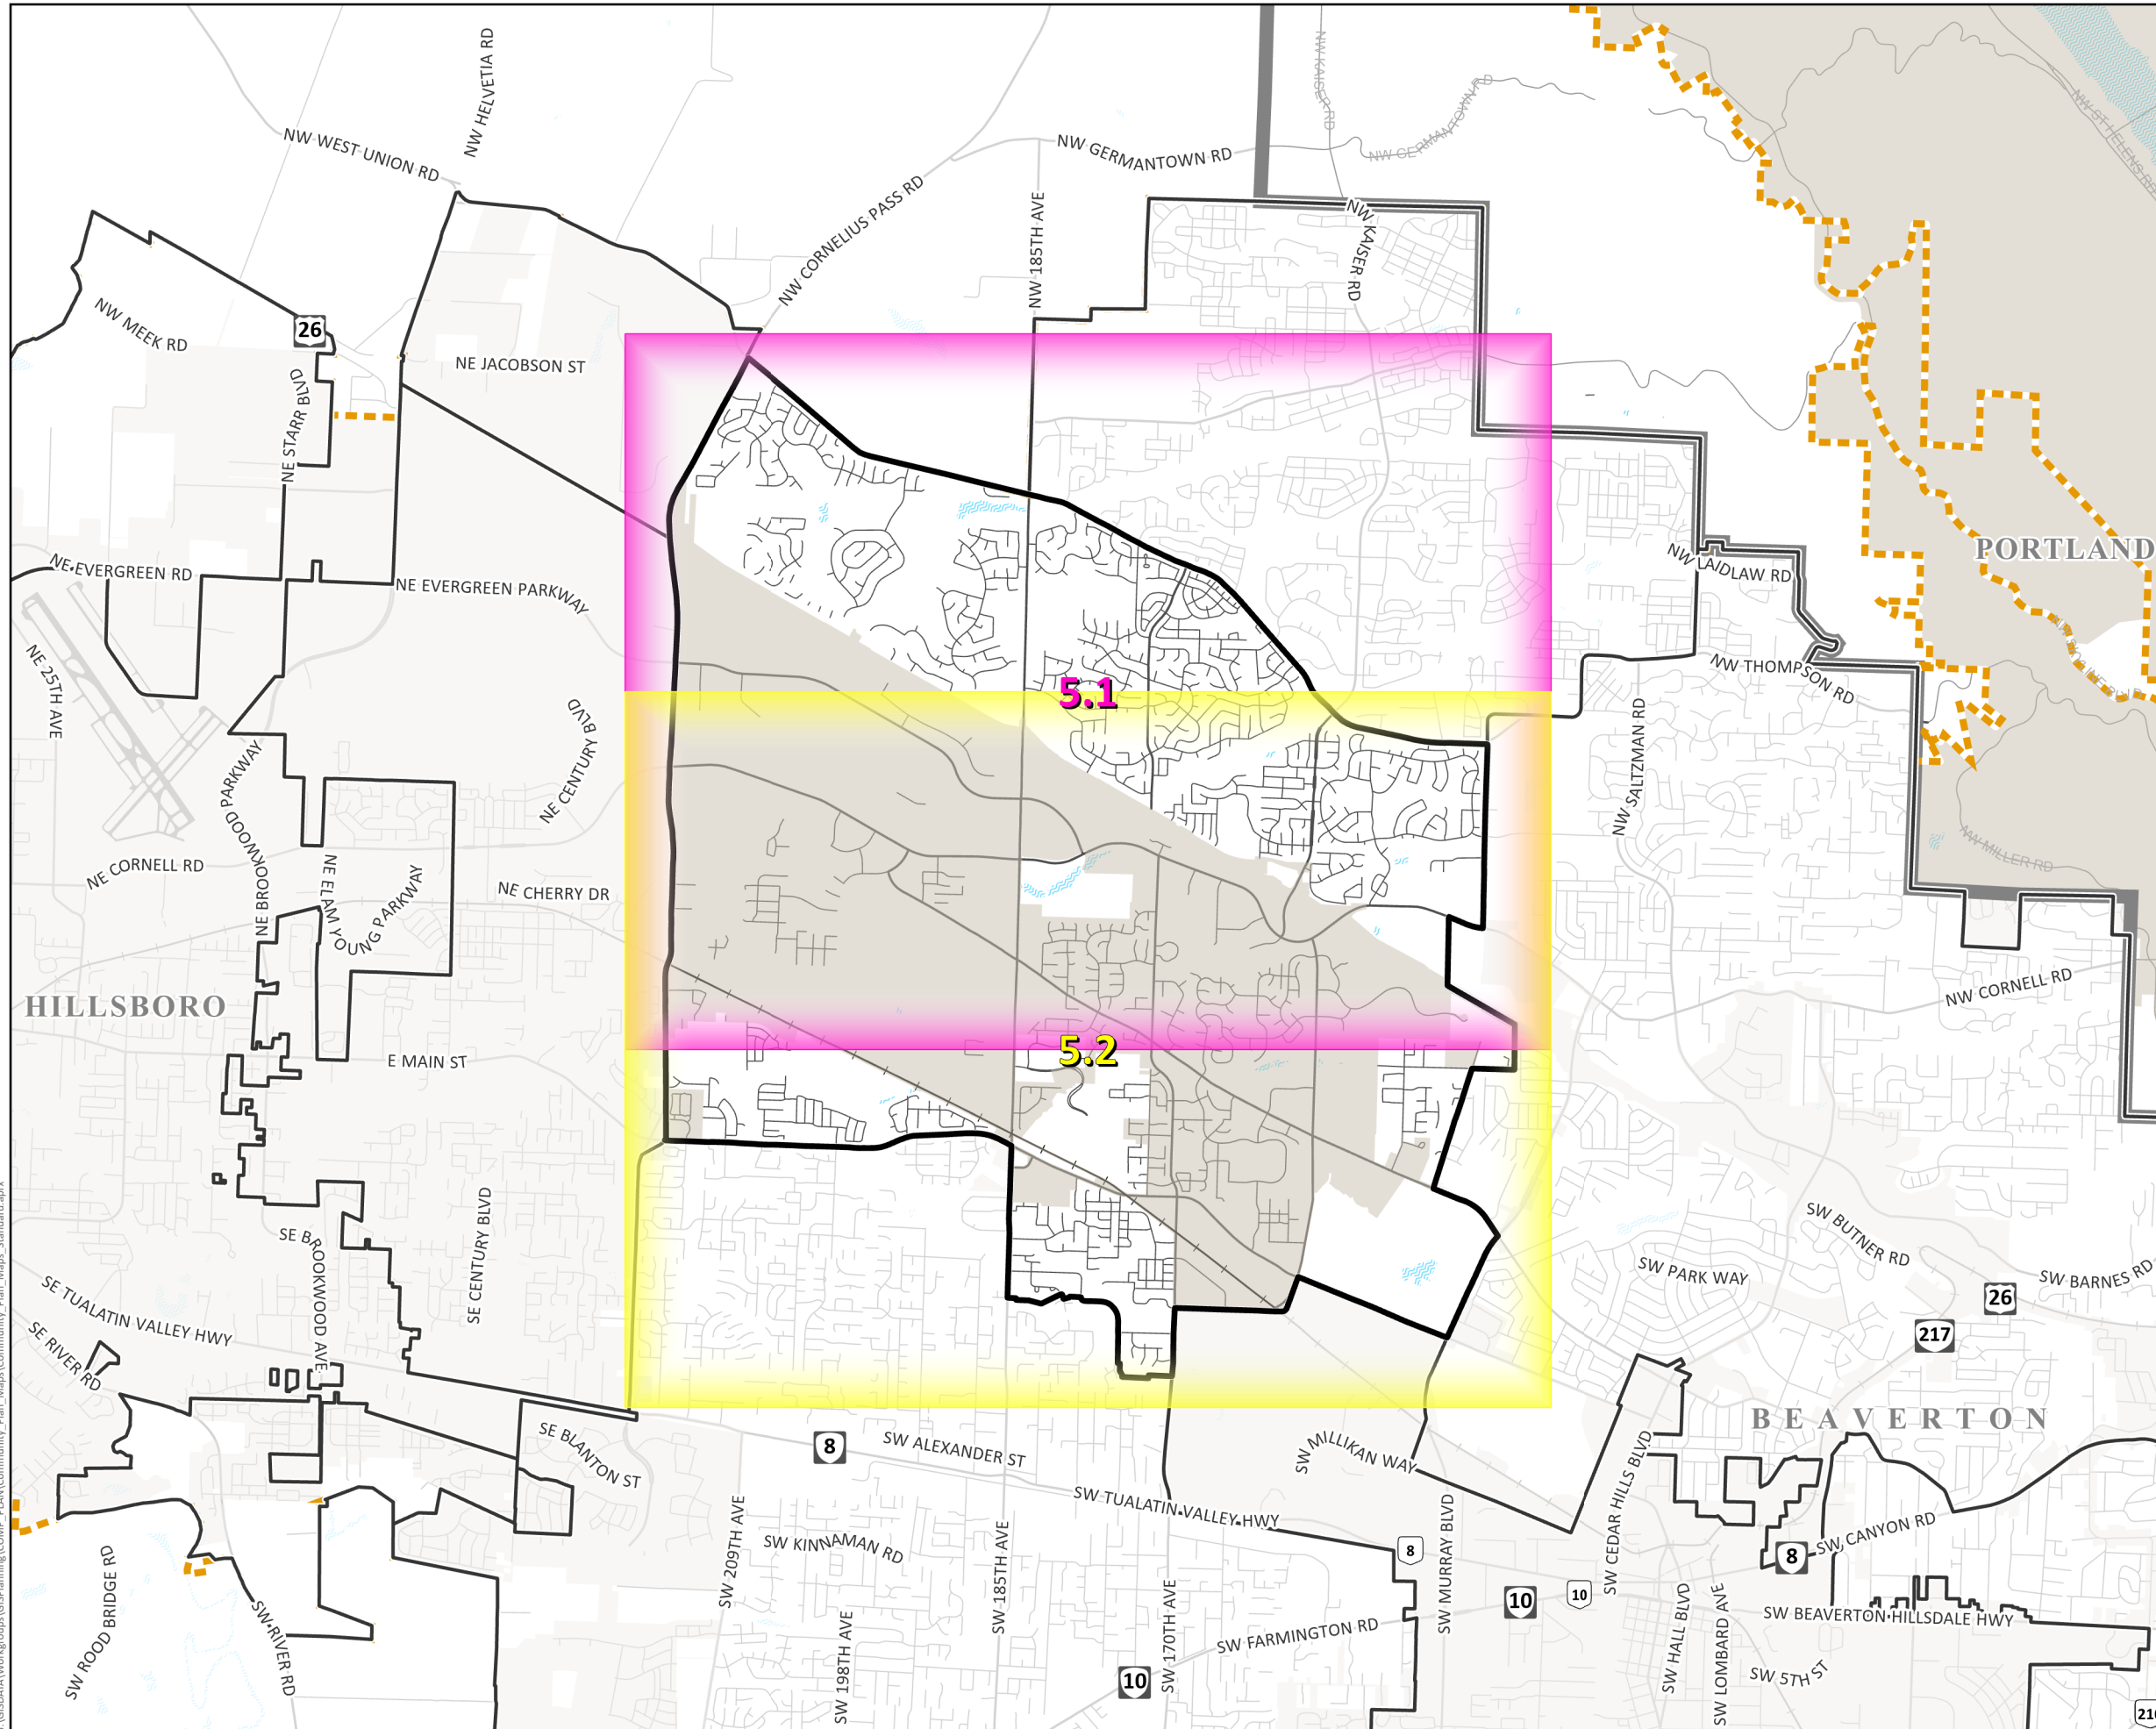 NW HELVETIA RD
NW KAISER RD
NW GERMANTOWN RD
NW ST HELENS RD
NW WEST UNION RD
NW GERMANTOWN RD
NW CORNELIUS PASS RD
NW 185TH AVE
NW KAISER RD
NW MEEK RD
26
NE JACOBSON ST
NE STARR BLVD
NE EVERGREEN RD
NE EVERGREEN PARKWAY
PORTLAND
NW LAIDLAW RD
NW THOMPSON RD
NE 25TH AVE
5.1
NE CENTURY BLVD
NW SALTZMAN RD
NE BROOKWOOD PARKWAY
NW MILLER RD
NE CORNELL RD
NE ELAM YOUNG PARKWAY
NE CHERRY DR
HILLSBORO
NW CORNELL RD
E MAIN ST
5.2
SE BROOKWOOD AVE
SE CENTURY BLVD
SW BUTNER RD
SW PARK WAY
SW BARNES RD
26
217
SE TUALATIN VALLEY HWY
SE RIVER RD
BEAVERTON
SE BLANTON ST
8
SW ALEXANDER ST
SW MILLIKAN WAY
SW CEDAR HILLS BLVD
SW TUALATIN VALLEY HWY
SW 209TH AVE
SW KINNAMAN RD
SW 185TH AVE
SW MURRAY BLVD
8
SW CANYON RD
8
10
10
SW ROOD BRIDGE RD
SW RIVER RD
SW 198TH AVE
SW 170TH AVE
SW FARMINGTON RD
10
SW HALL BLVD
SW LOMBARD AVE
SW BEAVERTON HILLSDALE HWY
SW 5TH ST